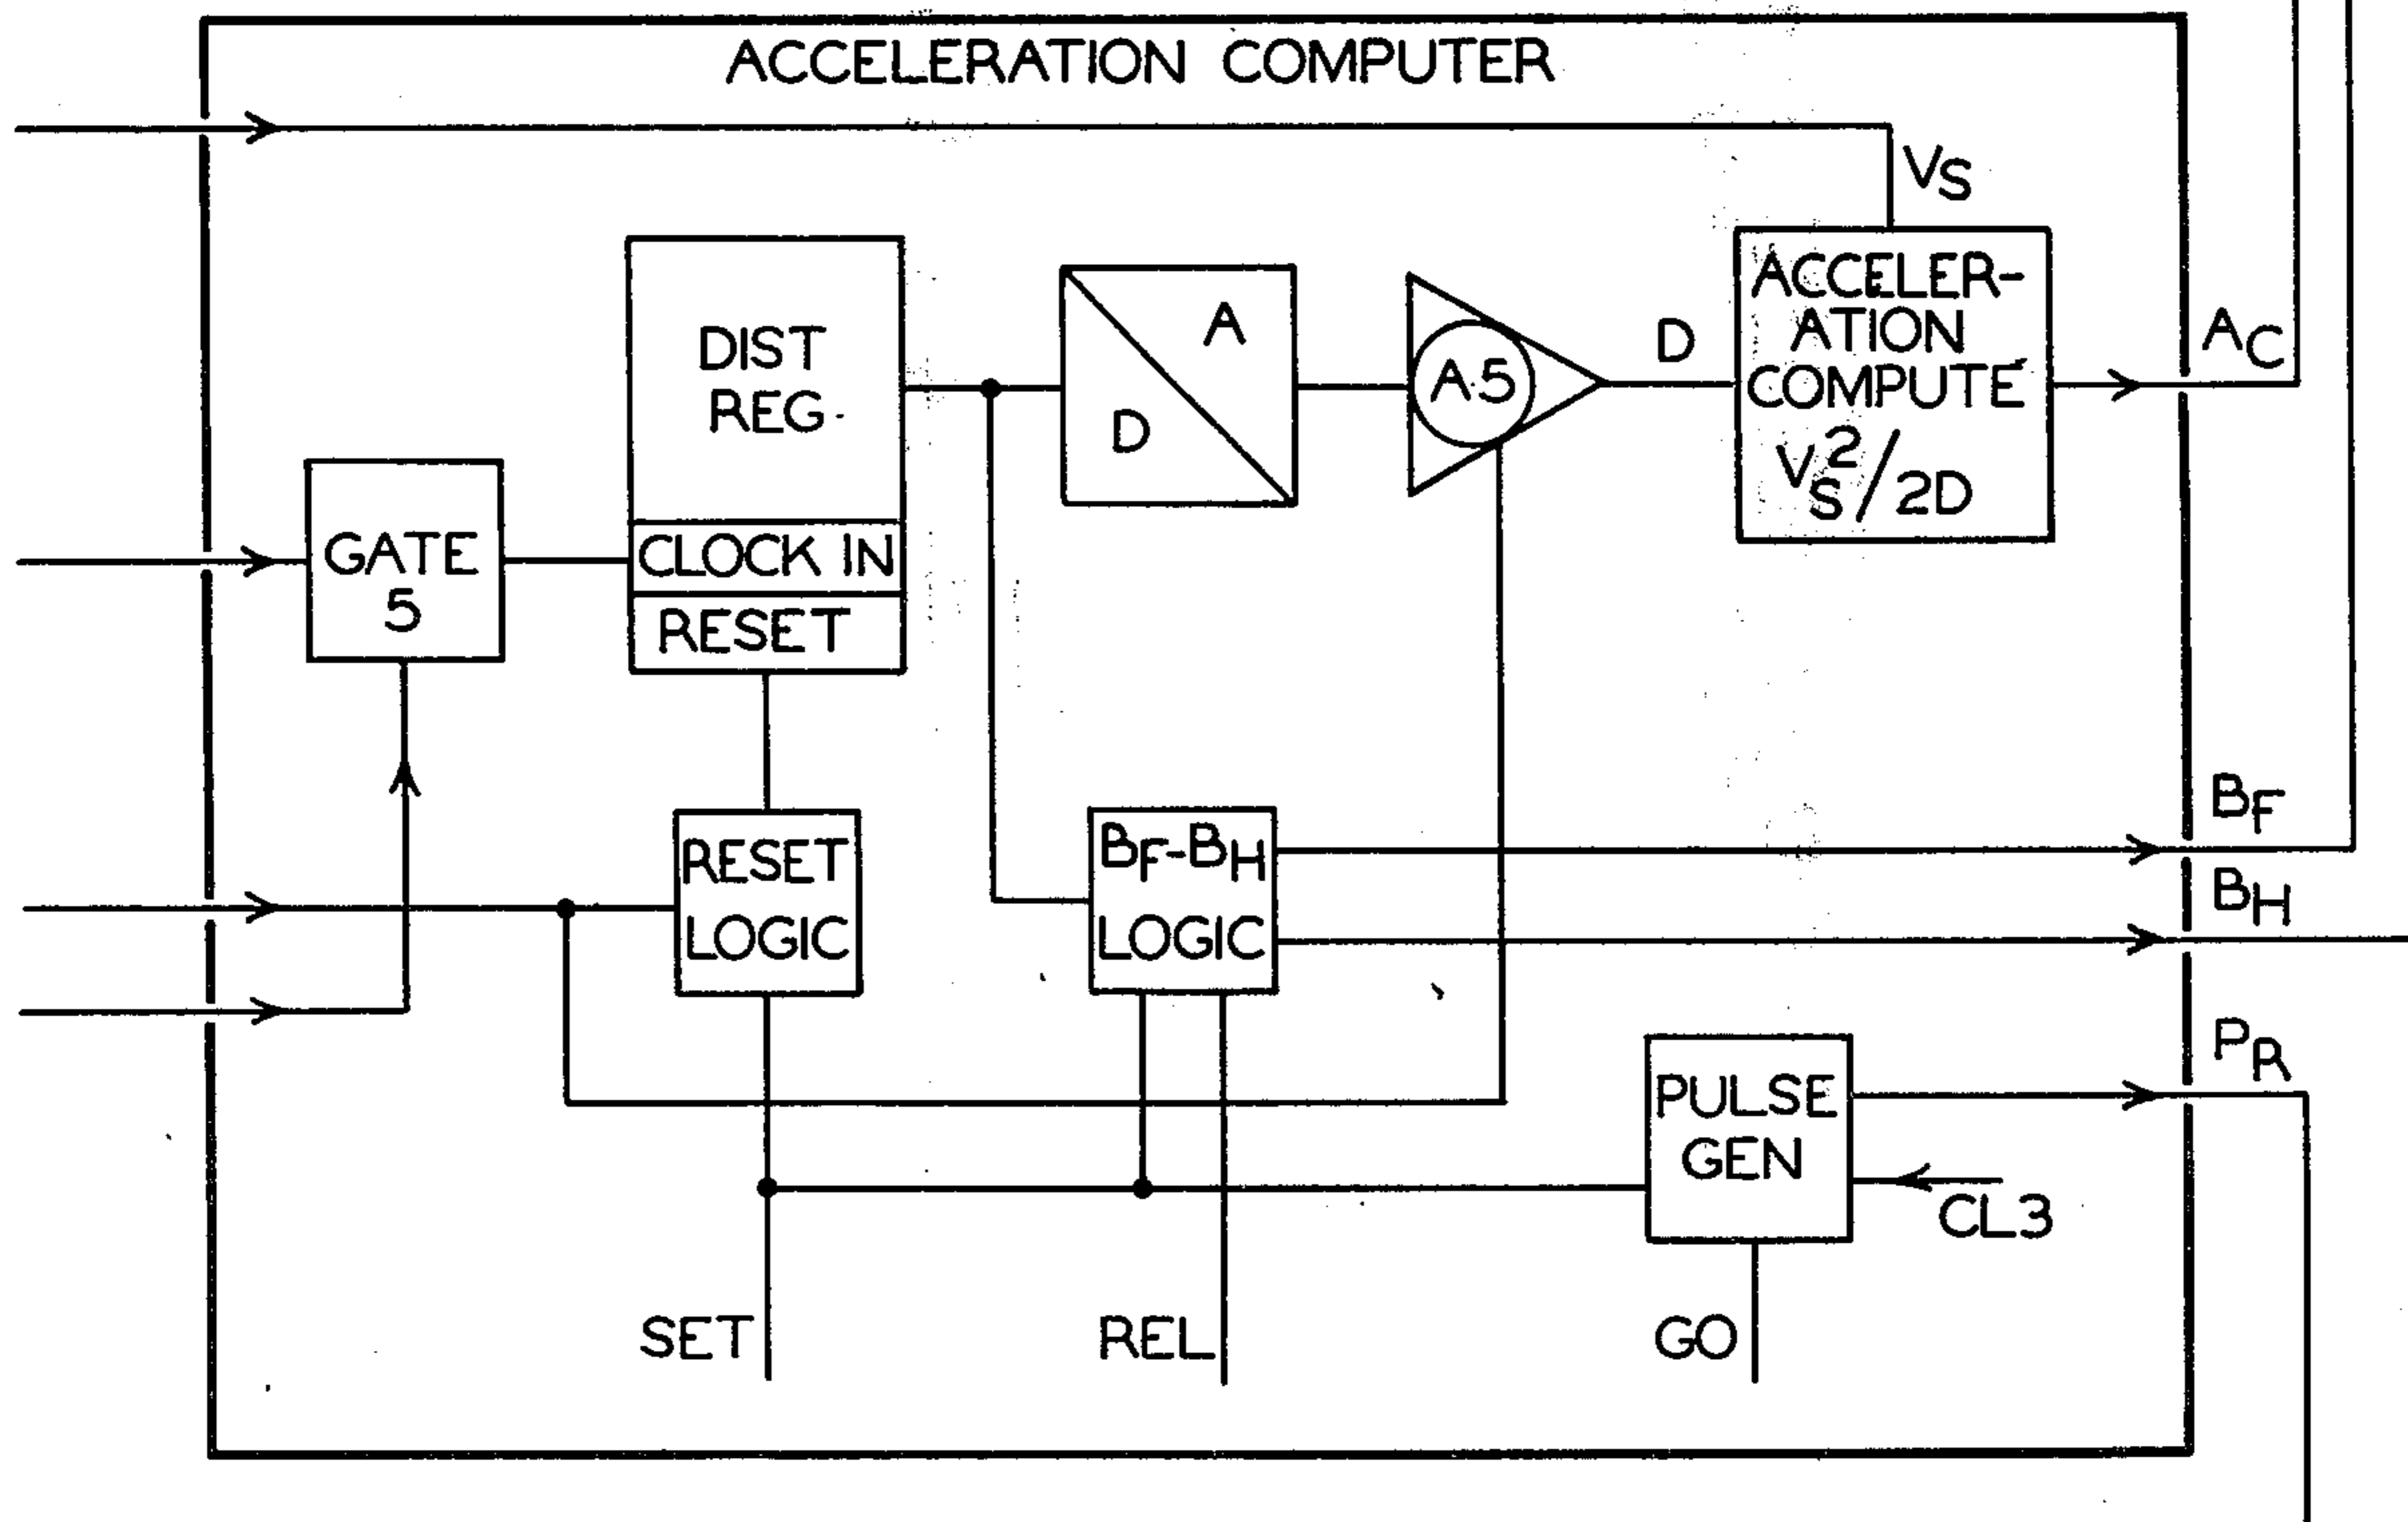 ACCELERATION COMPUTER
VS
DIST
REG.
CLOCK IN
RESET
GATE
5
A
D
A5
D
ACCELER-
ATION
COMPUTE
VS²/2D
AC
RESET
LOGIC
BF-BH
LOGIC
BF
BH
PR
PULSE
GEN
CL3
SET
REL
GO